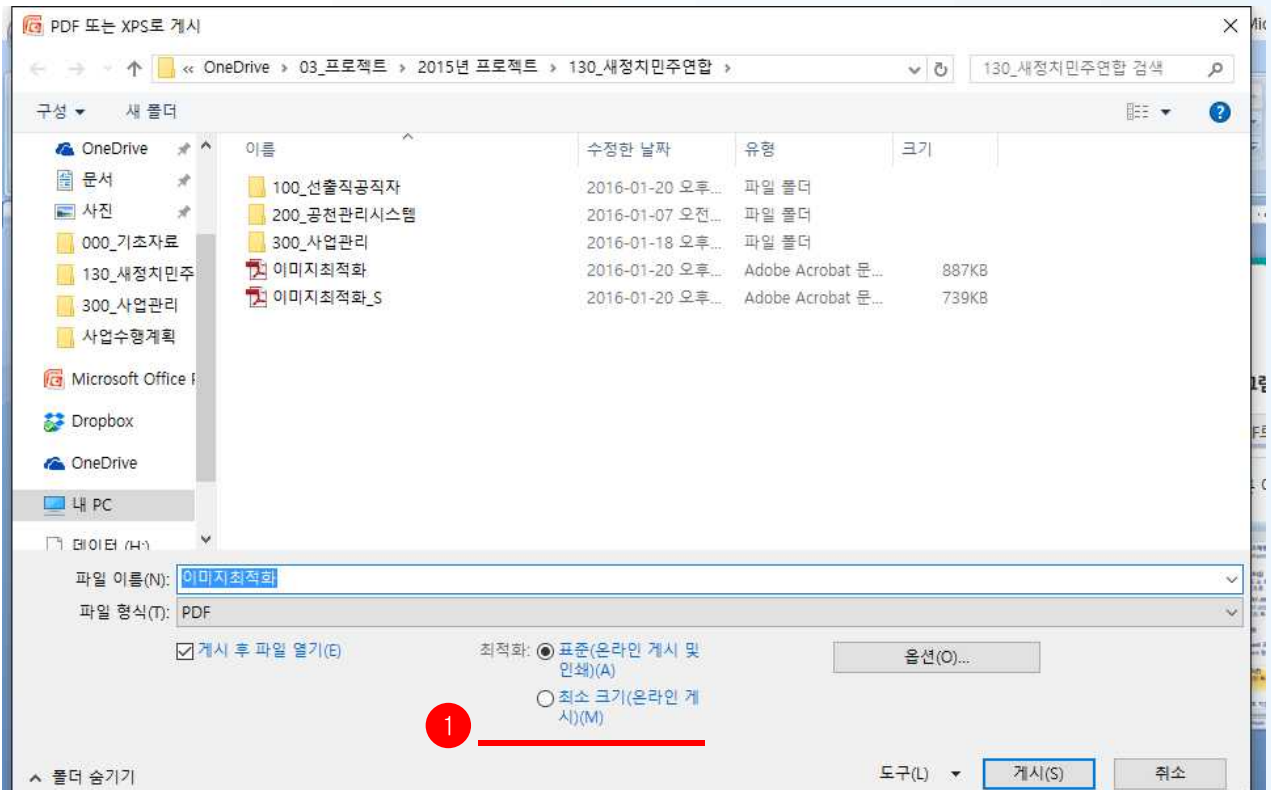 PDF 또는 XPS로 게시
« OneDrive › 03_프로젝트 › 2015년 프로젝트 › 130_새정치민주연합 ›
130_새정치민주연합 검색
구성
새 폴더
OneDrive
문서
사진
000_기초자료
130_새정치민주
300_사업관리
사업수행계획
Microsoft Office
Dropbox
OneDrive
내 PC
데이터 (H:)
이름 수정한 날짜 유형 크기
100_선출직공직자 2016-01-20 오후... 파일 폴더
200_공천관리시스템 2016-01-07 오전... 파일 폴더
300_사업관리 2016-01-18 오후... 파일 폴더
이미지최적화 2016-01-20 오후... Adobe Acrobat 문... 887KB
이미지최적화_S 2016-01-20 오후... Adobe Acrobat 문... 739KB
파일 이름(N): 이미지최적화
파일 형식(T): PDF
게시 후 파일 열기(E)
최적화: 표준(온라인 게시 및
인쇄)(A)
최소 크기(온라인 게
시)(M)
옵션(O)...
1
폴더 숨기기
도구(L) 게시(S) 취소